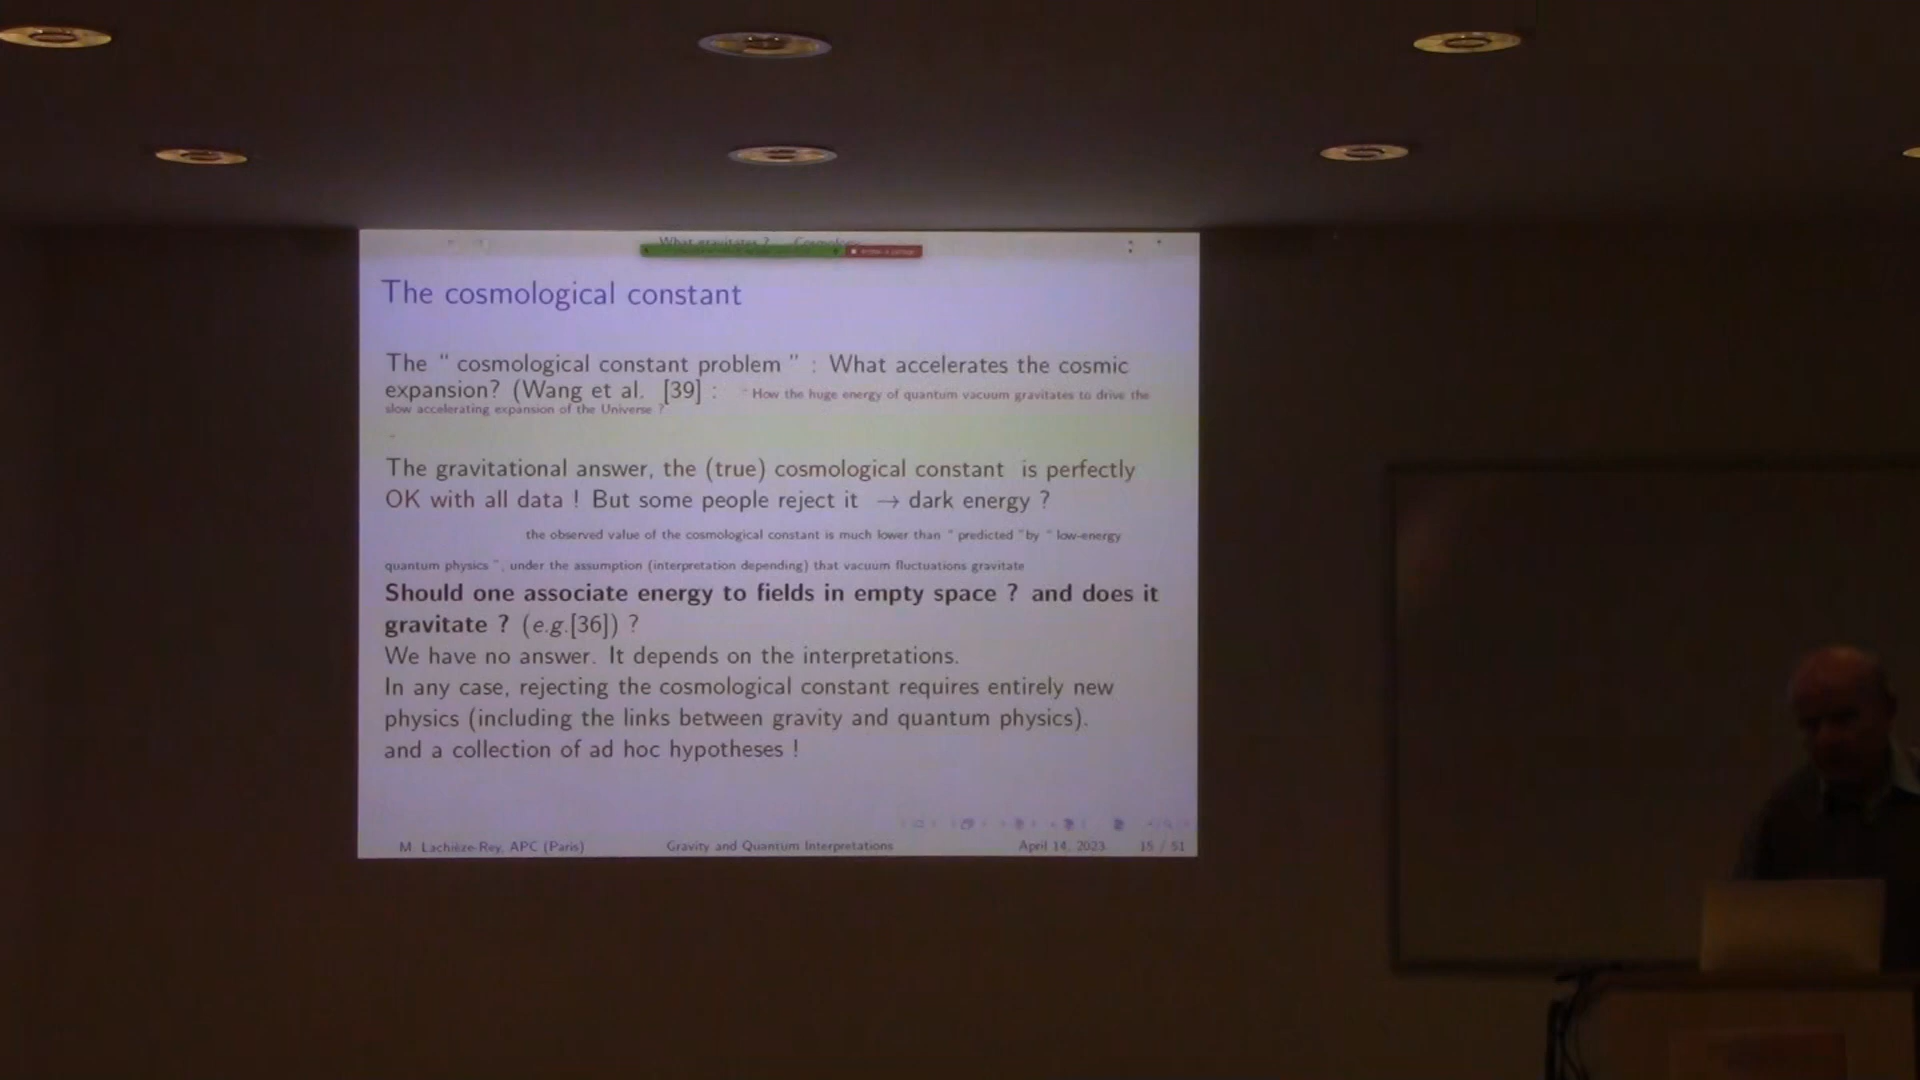 What gravitates ?
The cosmological constant
The “ cosmological constant problem ” : What accelerates the cosmic
expansion? (Wang et al. [39] : “ How the huge energy of quantum vacuum gravitates to drive the
slow accelerating expansion of the Universe ?
The gravitational answer, the (true) cosmological constant is perfectly
OK with all data ! But some people reject it → dark energy ?
the observed value of the cosmological constant is much lower than “ predicted ”by “ low-energy
quantum physics ”, under the assumption (interpretation depending) that vacuum fluctuations gravitate
Should one associate energy to fields in empty space ? and does it
gravitate ? (e.g.[36]) ?
We have no answer. It depends on the interpretations.
In any case, rejecting the cosmological constant requires entirely new
physics (including the links between gravity and quantum physics).
and a collection of ad hoc hypotheses !
M. Lachièze-Rey, APC (Paris) Gravity and Quantum Interpretations April 14, 2023 15 / 51